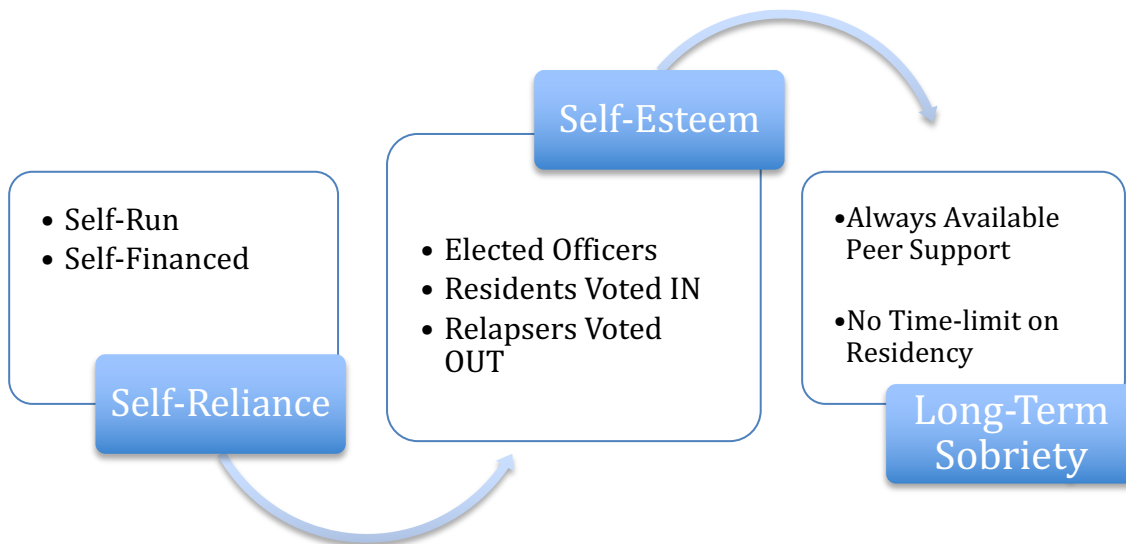 • Self-Run
• Self-Financed
Self-Reliance
Self-Esteem
• Elected Officers
• Residents Voted IN
• Relapsers Voted
OUT
•Always Available
Peer Support
•No Time-limit on
Residency
Long-Term
Sobriety